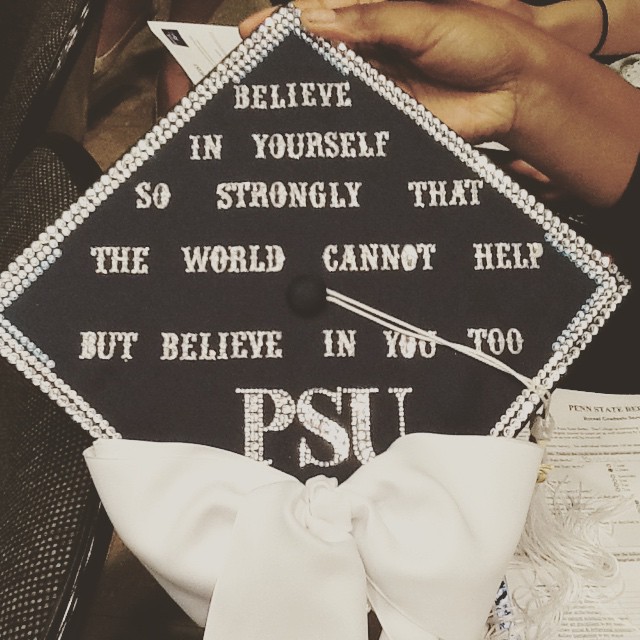 BELIEVE
IN YOURSELF
SO STRONGLY THAT
THE WORLD CANNOT HELP
BUT BELIEVE IN YOU TOO
PSU
PENN STATE